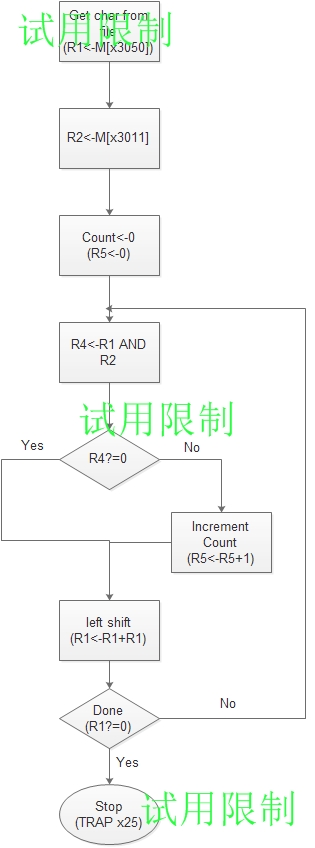 Get char from
file
(R1<-M[x3050])
试用限制
R2<-M[x3011]
Count<-0
(R5<-0)
R4<-R1 AND
R2
试用限制
Yes
R4?=0
No
Increment
Count
(R5<-R5+1)
left shift
(R1<-R1+R1)
Done
(R1?=0)
No
Yes
Stop
(TRAP x25)
试用限制